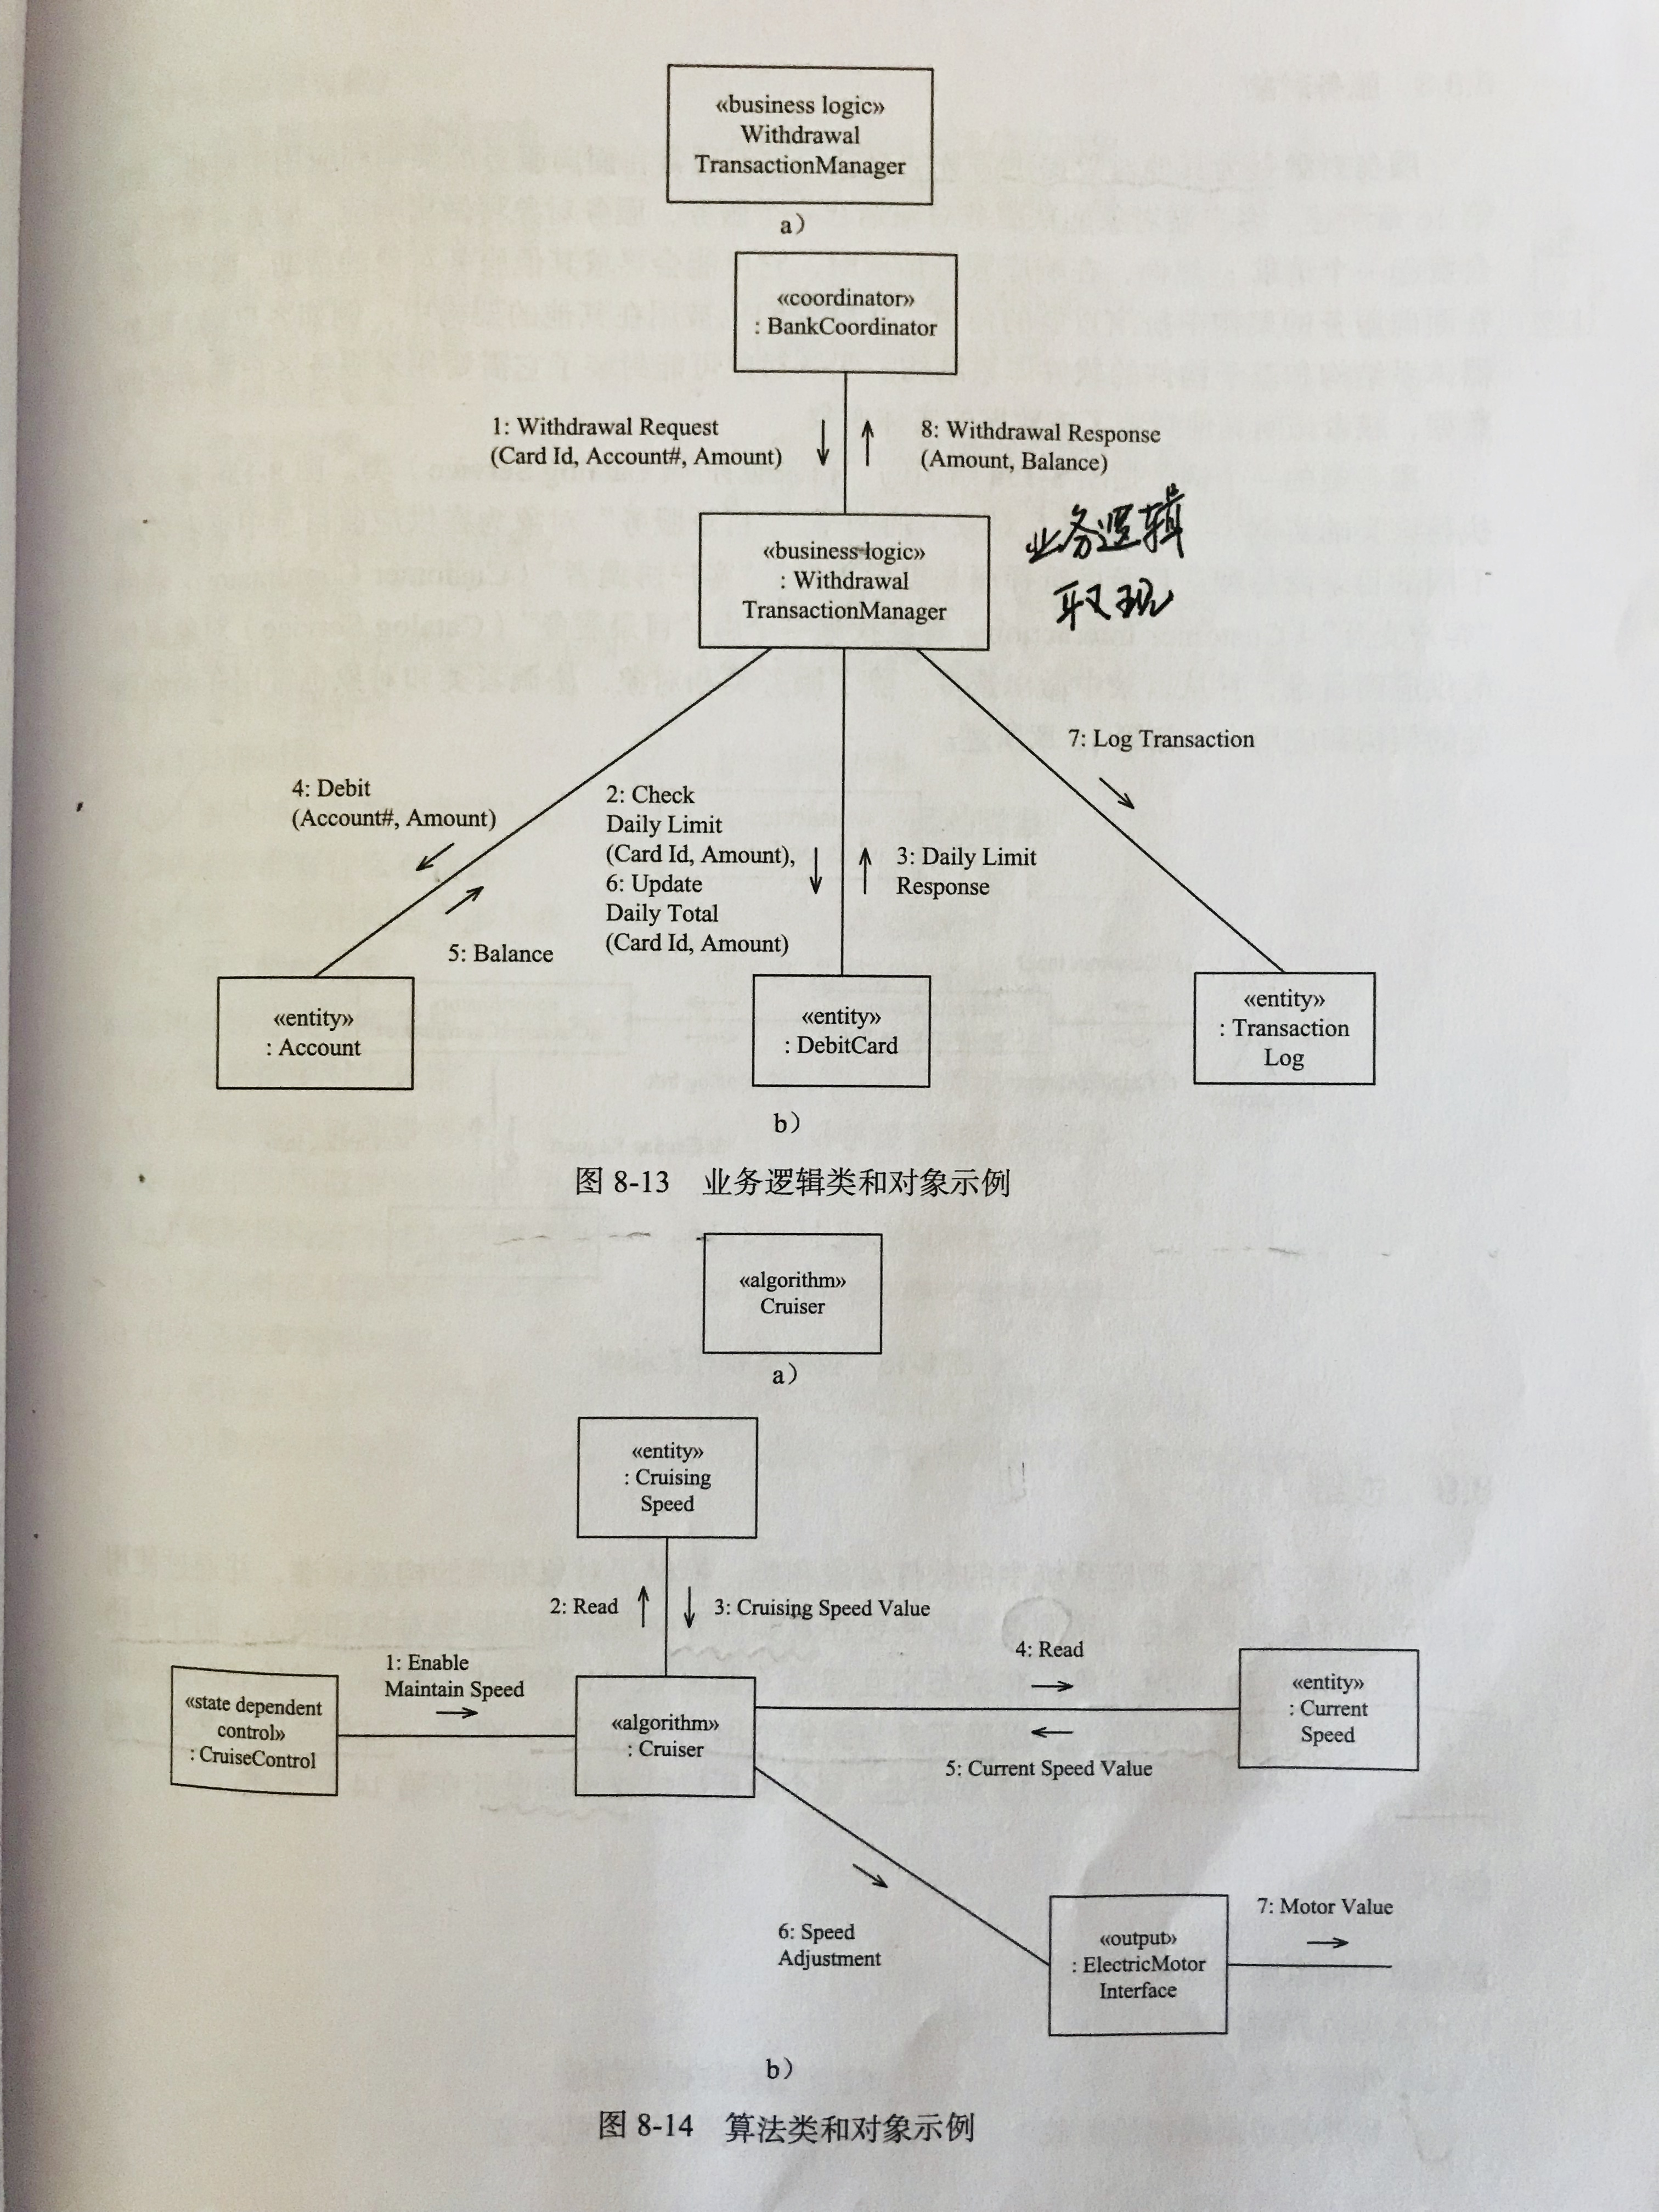 «business logic»
Withdrawal
TransactionManager
a）
«coordinator»
: BankCoordinator
1: Withdrawal Request
(Card Id, Account#, Amount)
8: Withdrawal Response
(Amount, Balance)
«business logic»
: Withdrawal
TransactionManager
业务逻辑
取现
7: Log Transaction
4: Debit
(Account#, Amount)
2: Check
Daily Limit
(Card Id, Amount),
6: Update
Daily Total
(Card Id, Amount)
3: Daily Limit
Response
5: Balance
«entity»
: Account
«entity»
: DebitCard
«entity»
: Transaction
Log
b）
图 8-13 业务逻辑类和对象示例
«algorithm»
Cruiser
a）
«entity»
: Cruising
Speed
2: Read
3: Cruising Speed Value
1: Enable
Maintain Speed
4: Read
«state dependent
control»
: CruiseControl
«algorithm»
: Cruiser
«entity»
: Current
Speed
5: Current Speed Value
6: Speed
Adjustment
«output»
: ElectricMotor
Interface
7: Motor Value
b）
图 8-14 算法类和对象示例